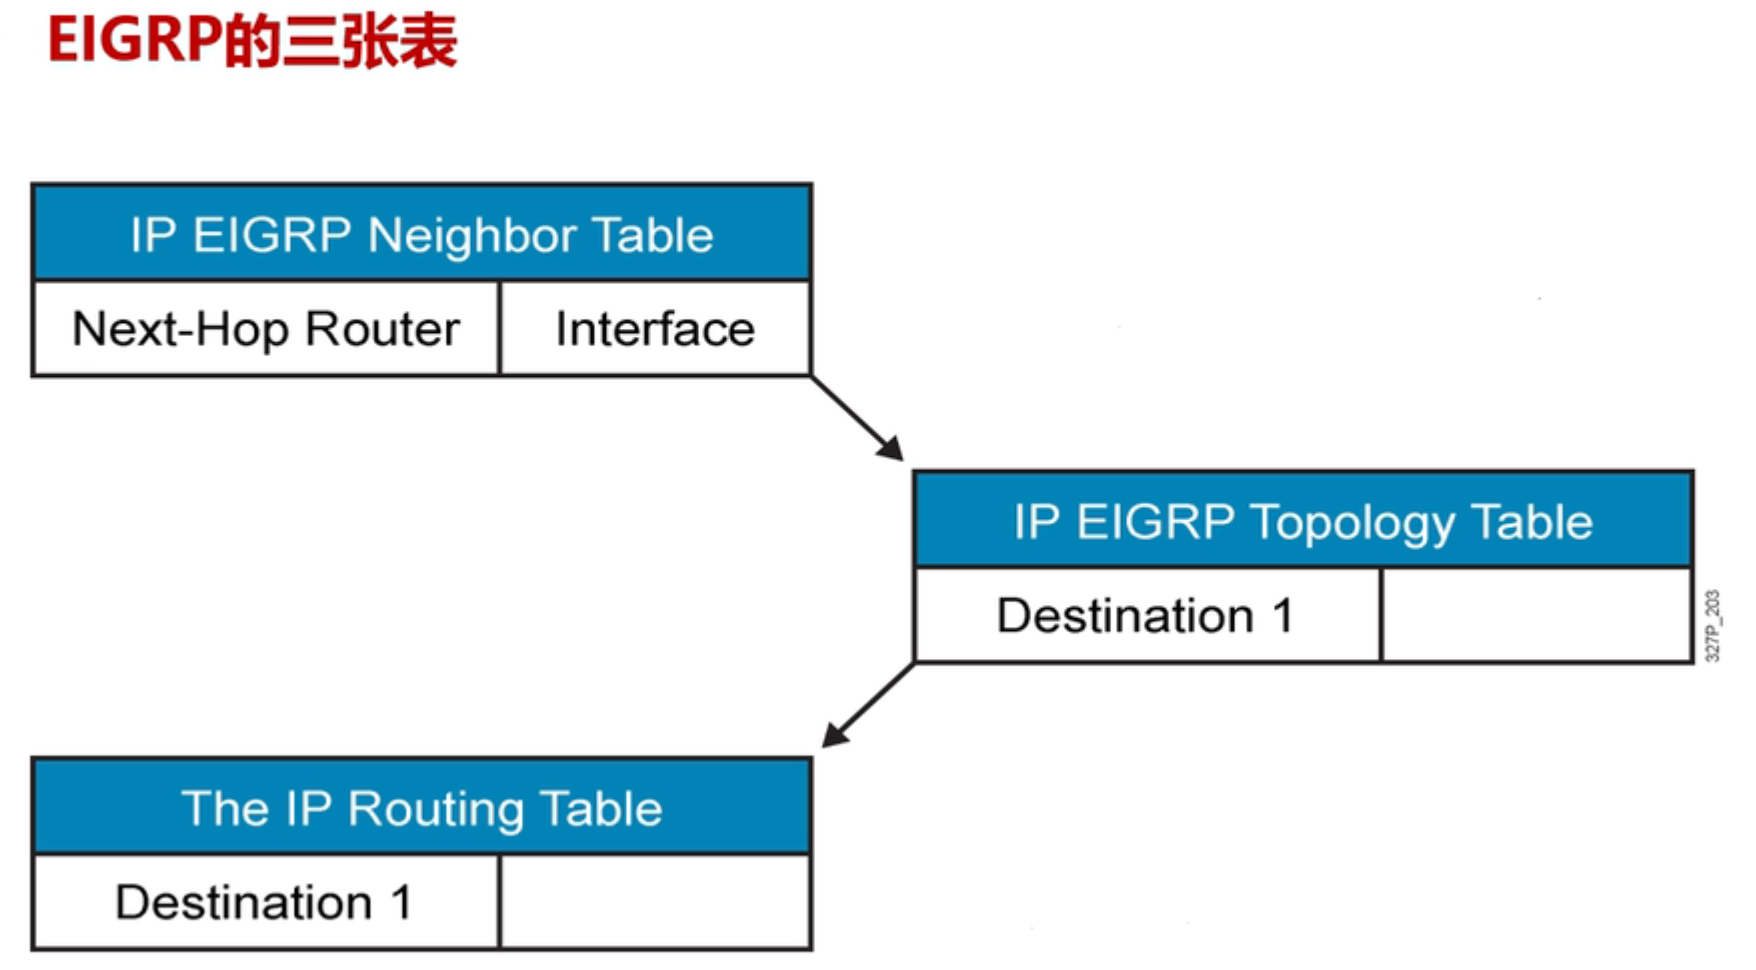 EIGRP的三张表
IP EIGRP Neighbor Table
Next-Hop Router Interface
IP EIGRP Topology Table
Destination 1
327P_203
The IP Routing Table
Destination 1